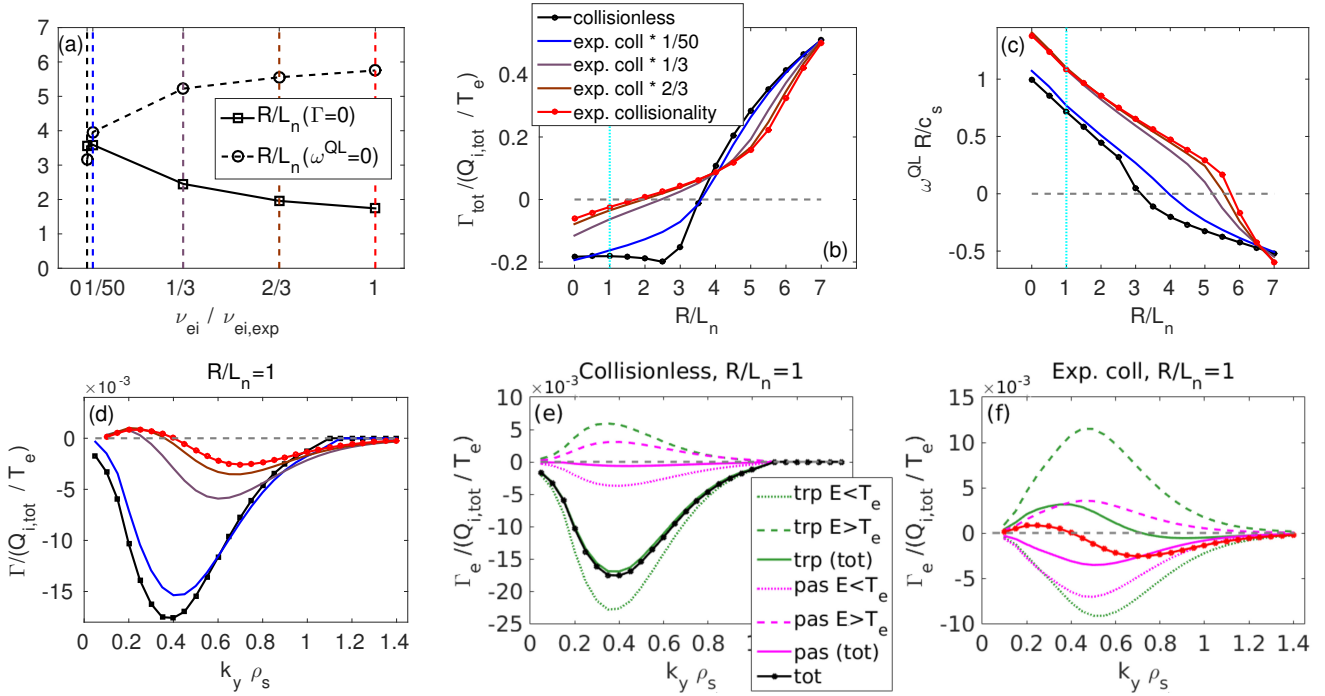 (a)
7
6
5
4
3
2
1
0
R/L_n(Γ=0)
R/L_n(ω^QL=0)
0 1/50 1/3 2/3 1
ν_ei / ν_ei,exp
collisionless
exp. coll * 1/50
exp. coll * 1/3
exp. coll * 2/3
exp. collisionality
0.4
0.2
0
-0.2
Γ_tot/(Q_i,tot / T_e)
(b)
0 1 2 3 4 5 6 7
R/L_n
(c)
1
0.5
0
-0.5
ω^QL R/c_s
0 1 2 3 4 5 6 7
R/L_n
R/L_n=1
×10^-3
(d)
0
-5
-10
-15
Γ/(Q_i,tot / T_e)
0 0.2 0.4 0.6 0.8 1 1.2 1.4
k_y ρ_s
Collisionless, R/L_n=1
×10^-3
(e)
10
5
0
-5
-10
-15
-20
-25
Γ_e/(Q_i,tot / T_e)
trp E<T_e
trp E>T_e
trp (tot)
pas E<T_e
pas E>T_e
pas (tot)
tot
0 0.2 0.4 0.6
k_y ρ_s
Exp. coll, R/L_n=1
×10^-3
(f)
15
10
5
0
-5
-10
Γ_e/(Q_i,tot / T_e)
0 0.2 0.4 0.6 0.8 1 1.2 1.4
k_y ρ_s